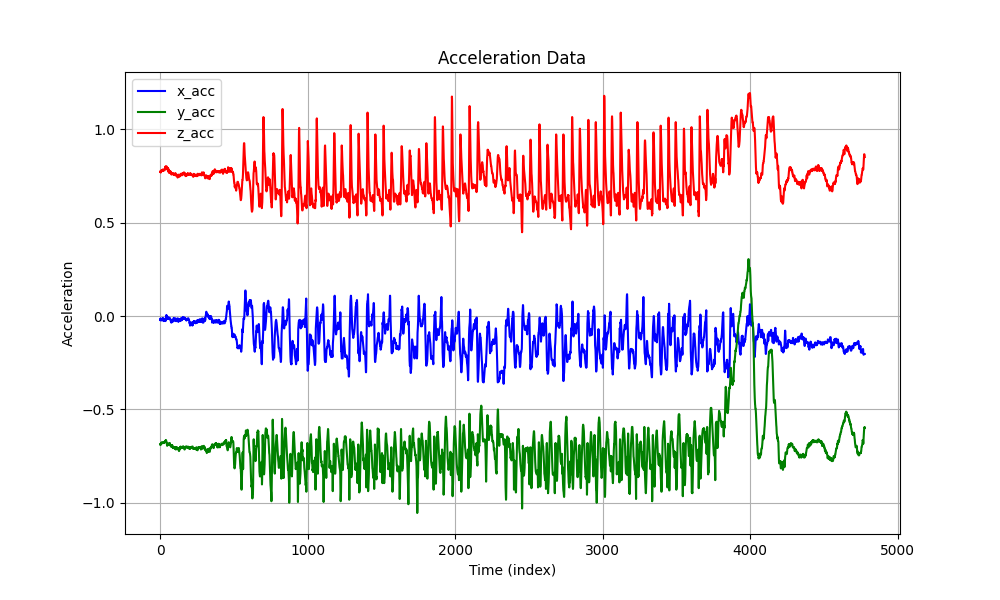 Acceleration Data
x_acc
y_acc
z_acc
Acceleration
1.0
0.5
0.0
−0.5
−1.0
0 1000 2000 3000 4000 5000
Time (index)